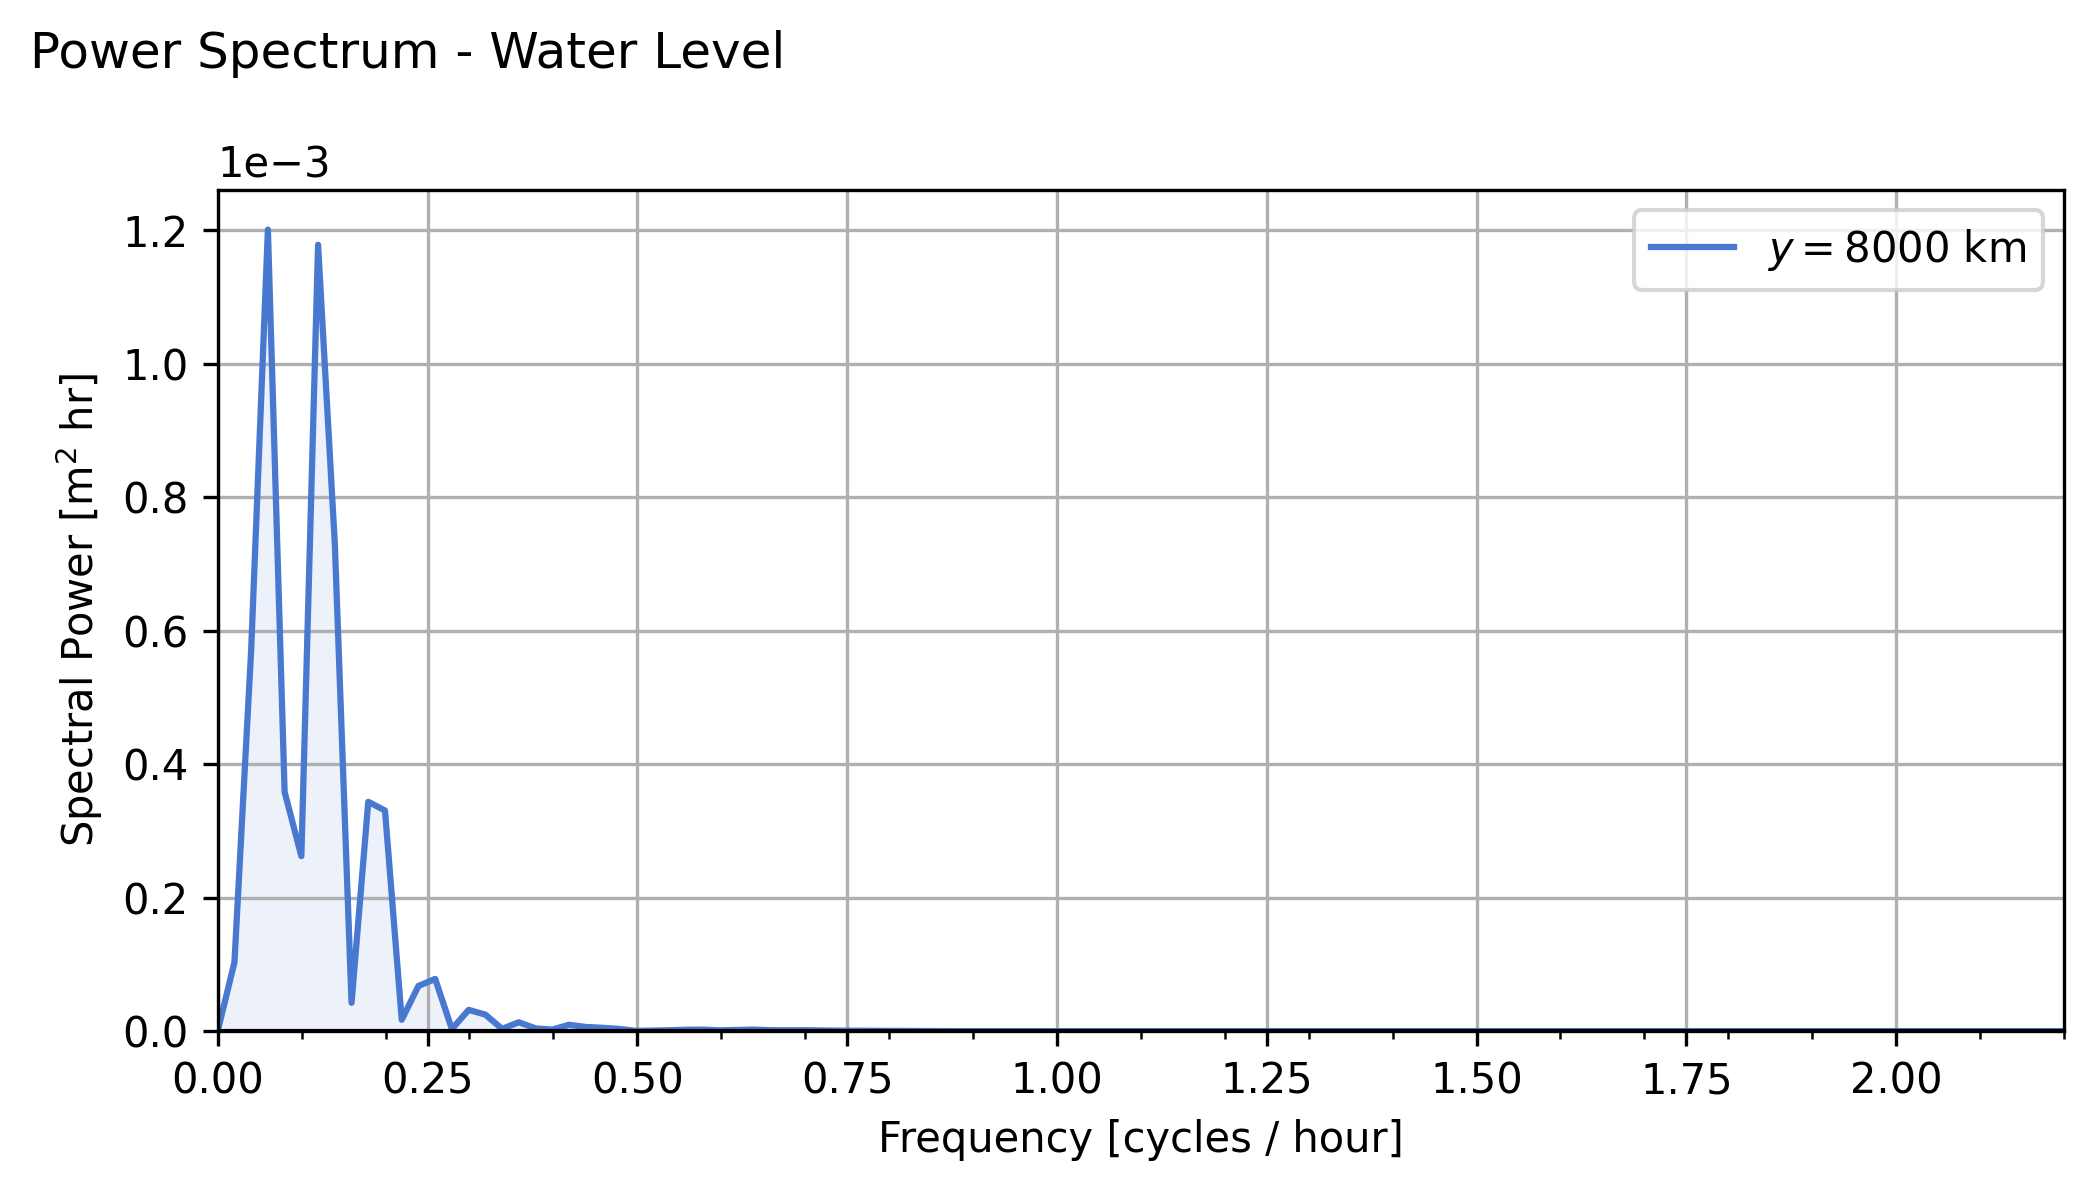 Power Spectrum - Water Level
1e−3
y = 8000 km
1.2
1.0
0.8
0.6
0.4
0.2
0.0
Spectral Power [m² hr]
0.00 0.25 0.50 0.75 1.00 1.25 1.50 1.75 2.00
Frequency [cycles / hour]